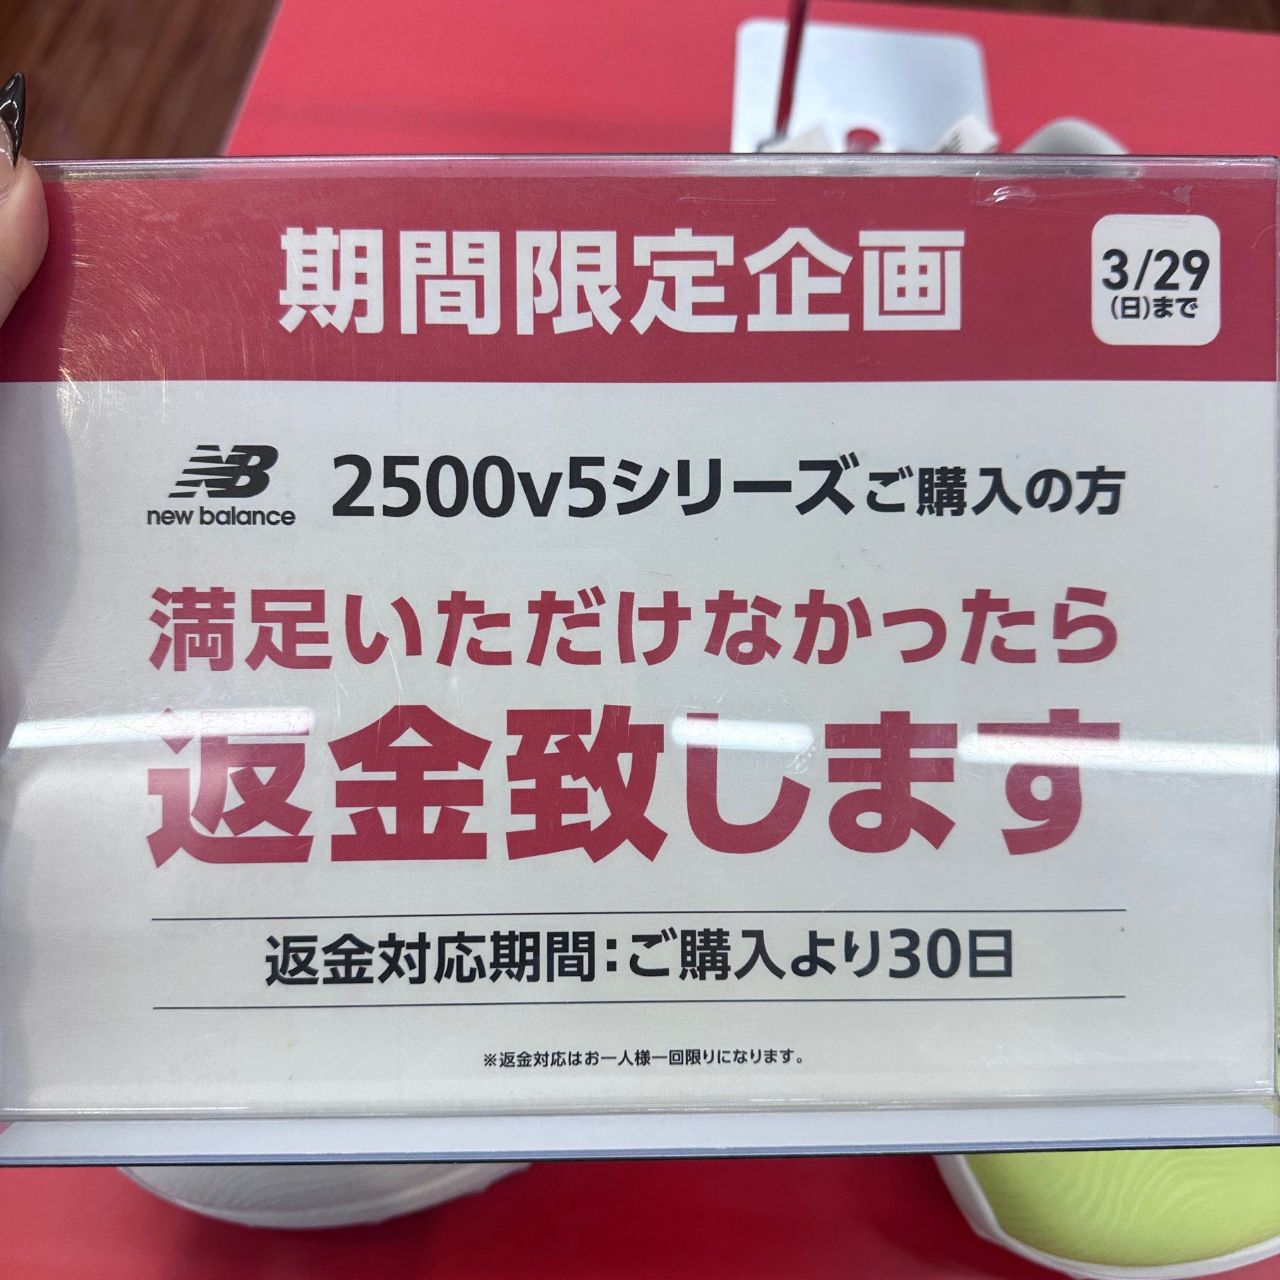 期間限定企画
3/29
(日)まで
NB
new balance
2500v5シリーズご購入の方
満足いただけなかったら
返金致します
返金対応期間：ご購入より30日
※返金対応はお一人様一回限りになります。